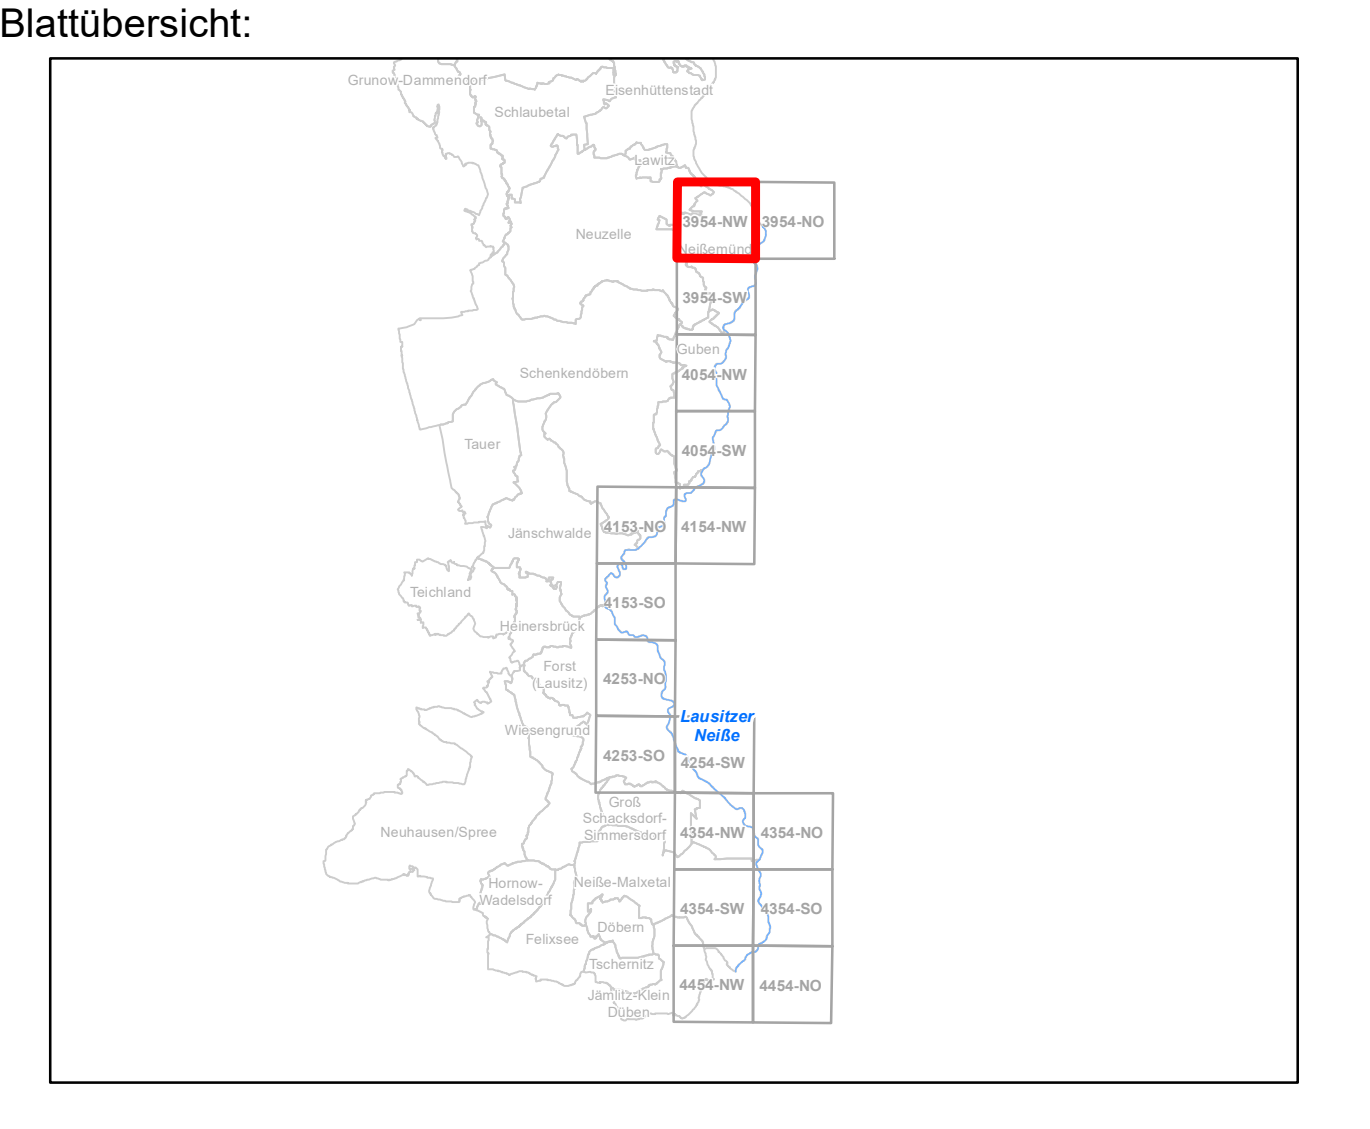 Blattübersicht:
Grunow-Dammendorf
Eisenhüttenstadt
Schlaubetal
Lawitz
3954-NW
3954-NO
Neuzelle
Neißemünd
3954-SW
Guben
Schenkendöbern
4054-NW
Tauer
4054-SW
4153-NO
4154-NW
Jänschwalde
Teichland
4153-SO
Heinersbrück
Forst
(Lausitz)
4253-NO
Lausitzer
Neiße
Wiesengrund
4253-SO
4254-SW
Groß
Schacksdorf-
Simmersdorf
Neuhausen/Spree
4354-NW
4354-NO
Hornow-
Wadelsdorf
Neiße-Malxetal
4354-SW
4354-SO
Döbern
Felixsee
Tschernitz
4454-NW
4454-NO
Jämlitz-Klein
Düben